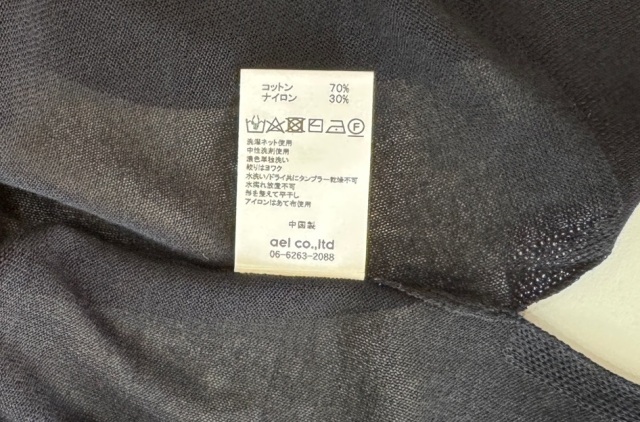 コットン 70%
ナイロン 30%
洗濯ネット使用
中性洗剤使用
濃色単独洗い
絞りはヨワク
水洗い/ドライ共にタンブラー乾燥不可
水濡れ放置不可
形を整えて平干し
アイロンはあて布使用
中国製
ael co.,ltd
06-6263-2088